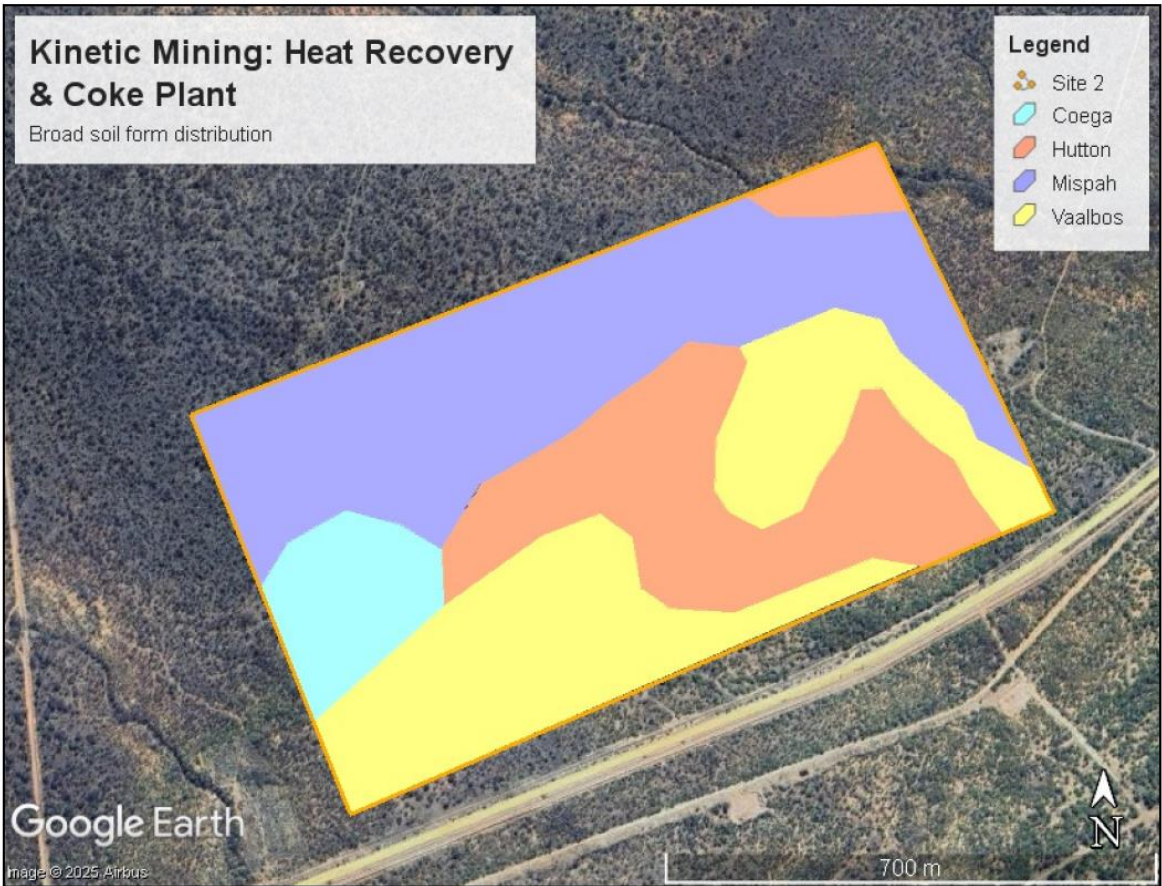 Kinetic Mining: Heat Recovery
& Coke Plant
Broad soil form distribution
Legend
Site 2
Coega
Hutton
Mispah
Vaalbos
Google Earth
Image © 2025 Airbus
N
700 m